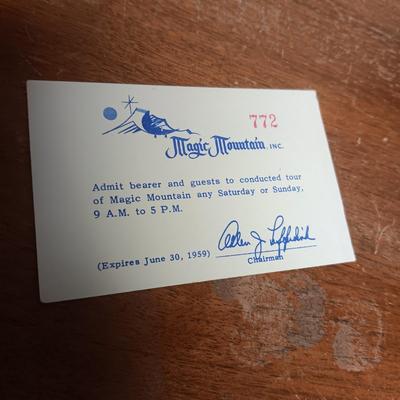 772
Magic Mountain, INC.
Admit bearer and guests to conducted tour
of Magic Mountain any Saturday or Sunday,
9 A.M. to 5 P.M.
(Expires June 30, 1959)
Chairman